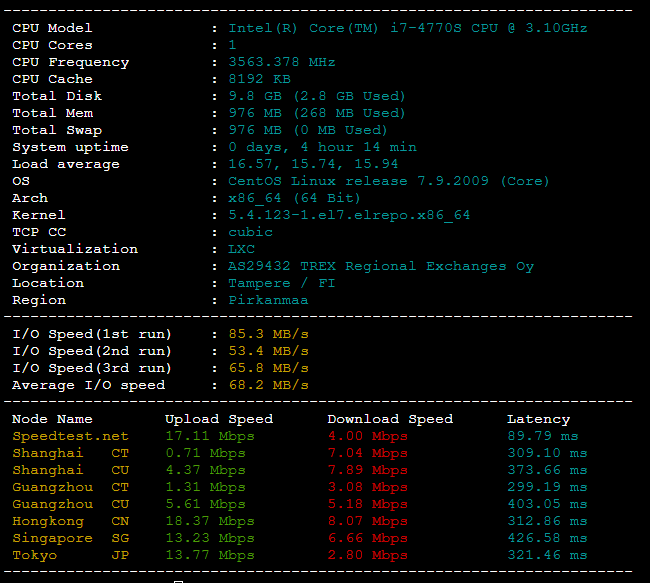 CPU Model : Intel(R) Core(TM) i7-4770S CPU @ 3.10GHz
CPU Cores : 1
CPU Frequency : 3563.378 MHz
CPU Cache : 8192 KB
Total Disk : 9.8 GB (2.8 GB Used)
Total Mem : 976 MB (268 MB Used)
Total Swap : 976 MB (0 MB Used)
System uptime : 0 days, 4 hour 14 min
Load average : 16.57, 15.74, 15.94
OS : CentOS Linux release 7.9.2009 (Core)
Arch : x86_64 (64 Bit)
Kernel : 5.4.123-1.el7.elrepo.x86_64
TCP CC : cubic
Virtualization : LXC
Organization : AS29432 TREX Regional Exchanges Oy
Location : Tampere / FI
Region : Pirkanmaa
I/O Speed(1st run) : 85.3 MB/s
I/O Speed(2nd run) : 53.4 MB/s
I/O Speed(3rd run) : 65.8 MB/s
Average I/O speed : 68.2 MB/s
Node Name Upload Speed Download Speed Latency
Speedtest.net 17.11 Mbps 4.00 Mbps 89.79 ms
Shanghai CT 0.71 Mbps 7.04 Mbps 309.10 ms
Shanghai CU 4.37 Mbps 7.89 Mbps 373.66 ms
Guangzhou CT 1.31 Mbps 3.08 Mbps 299.19 ms
Guangzhou CU 5.61 Mbps 5.18 Mbps 403.05 ms
Hongkong CN 18.37 Mbps 8.07 Mbps 312.86 ms
Singapore SG 13.23 Mbps 6.66 Mbps 426.58 ms
Tokyo JP 13.77 Mbps 2.80 Mbps 321.46 ms